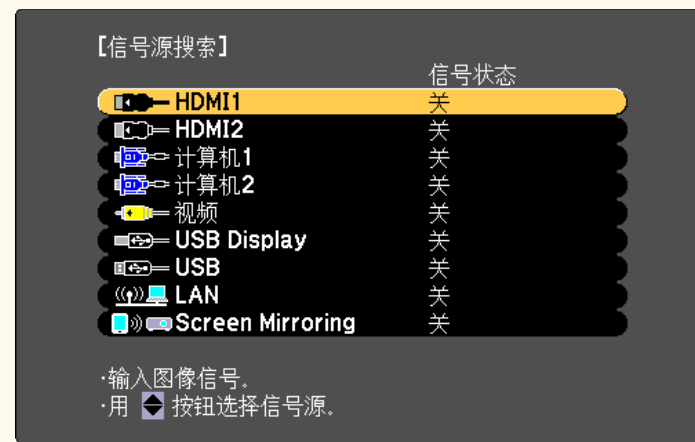 【信号源搜索】
信号状态
HDMI1 关
HDMI2 关
计算机1 关
计算机2 关
视频 关
USB Display 关
USB 关
LAN 关
Screen Mirroring 关
·输入图像信号.
·用 按钮选择信号源.